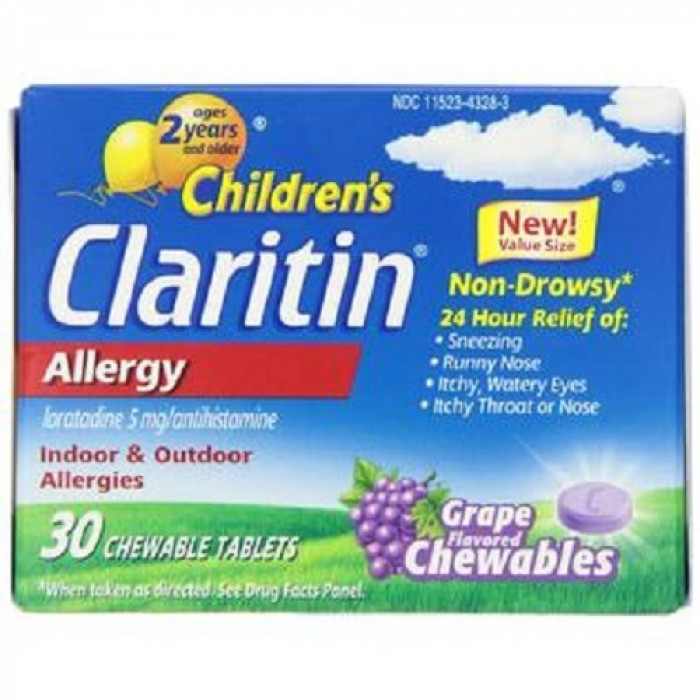 NDC 11523-4328-3
ages
2 years
and older
®
Children's
Claritin®
Allergy
loratadine 5 mg/antihistamine
Indoor & Outdoor
Allergies
30 CHEWABLE TABLETS
*When taken as directed. See Drug Facts Panel.
®
New!
Value Size
Non-Drowsy*
24 Hour Relief of:
• Sneezing
• Runny Nose
• Itchy, Watery Eyes
• Itchy Throat or Nose
Grape
Flavored
Chewables
C